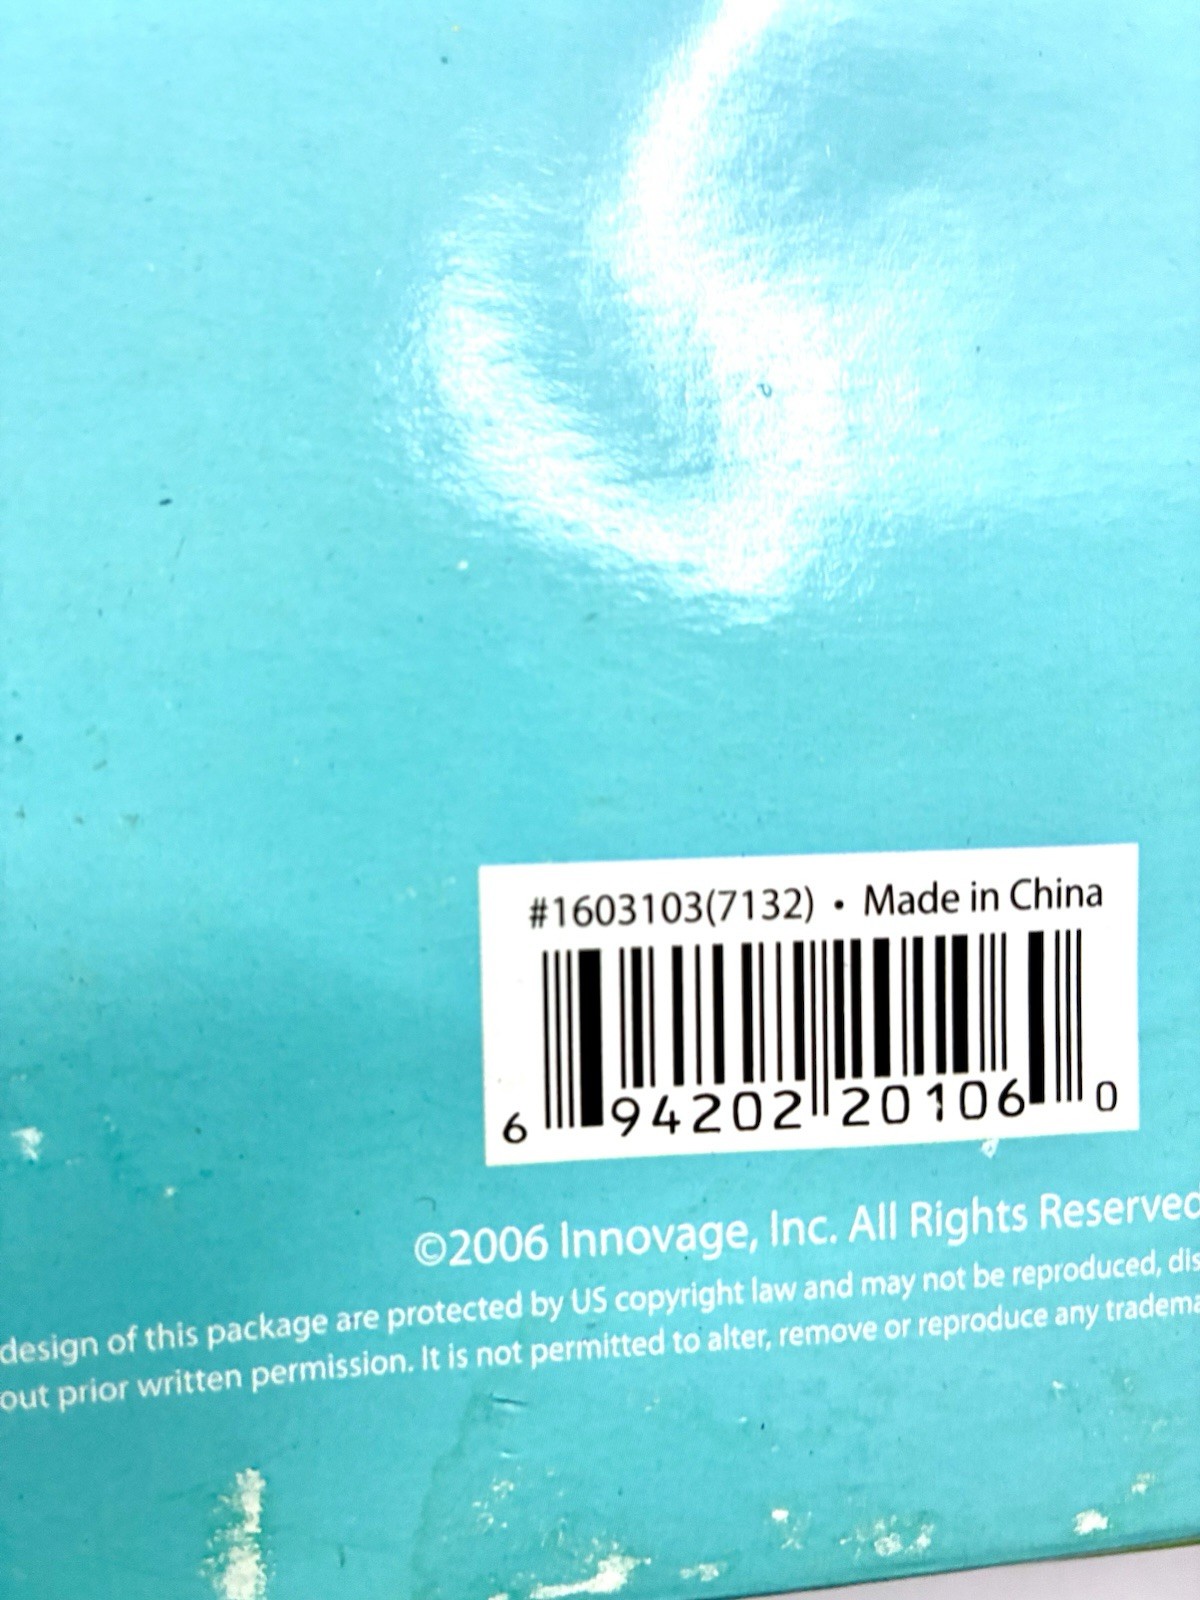 #1603103(7132) • Made in China
6 94202 20106 0
©2006 Innovage, Inc. All Rights Reserved
design of this package are protected by US copyright law and may not be reproduced, dis
out prior written permission. It is not permitted to alter, remove or reproduce any tradem